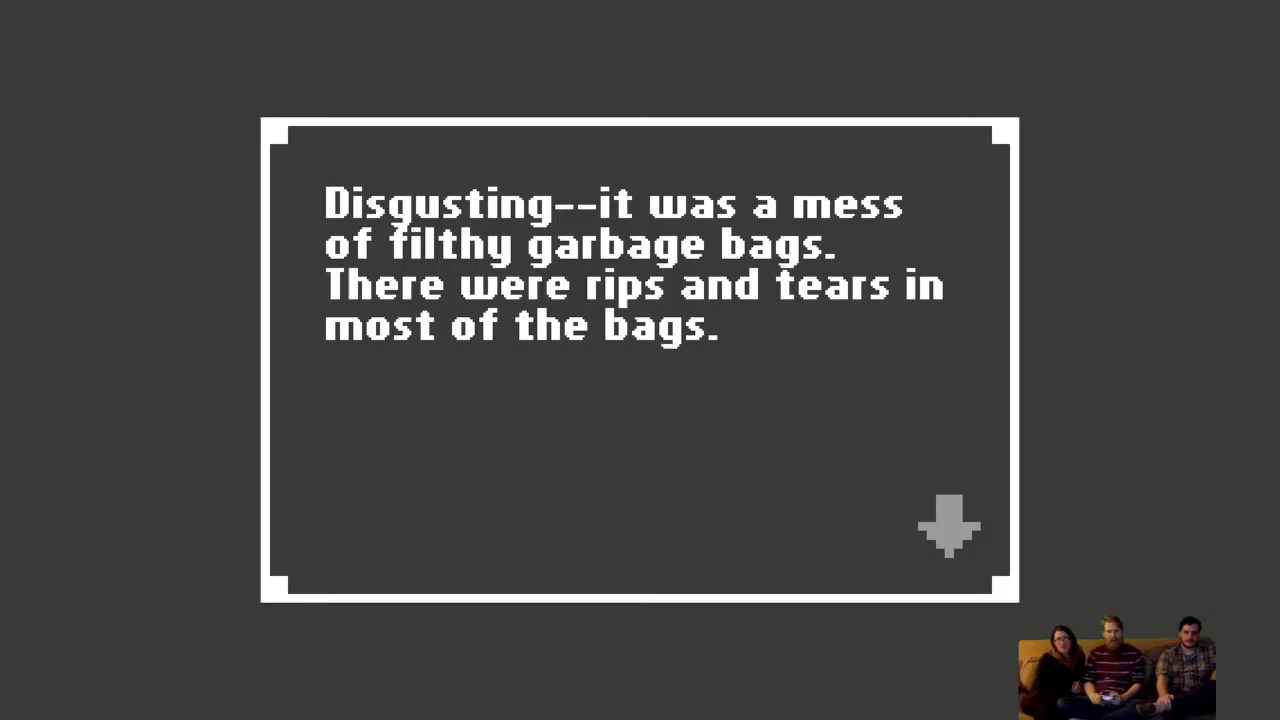 Disgusting--it was a mess
of filthy garbage bags.
There were rips and tears in
most of the bags.